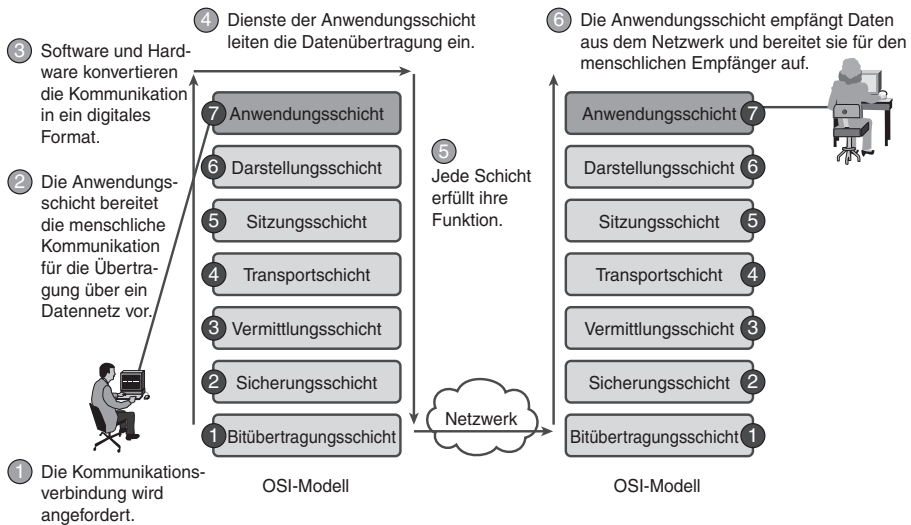 4 Dienste der Anwendungsschicht
leiten die Datenübertragung ein.
6 Die Anwendungsschicht empfängt Daten
aus dem Netzwerk und bereitet sie für den
menschlichen Empfänger auf.
3 Software und Hard-
ware konvertieren
die Kommunikation
in ein digitales
Format.
2 Die Anwendungs-
schicht bereitet
die menschliche
Kommunikation
für die Übertra-
gung über ein
Datennetz vor.
1 Die Kommunikations-
verbindung wird
angefordert.
7 Anwendungsschicht
6 Darstellungsschicht
5 Sitzungsschicht
4 Transportschicht
3 Vermittlungsschicht
2 Sicherungsschicht
1 Bitübertragungsschicht
OSI-Modell
5
Jede Schicht
erfüllt ihre
Funktion.
Netzwerk
Anwendungsschicht 7
Darstellungsschicht 6
Sitzungsschicht 5
Transportschicht 4
Vermittlungsschicht 3
Sicherungsschicht 2
Bitübertragungsschicht 1
OSI-Modell